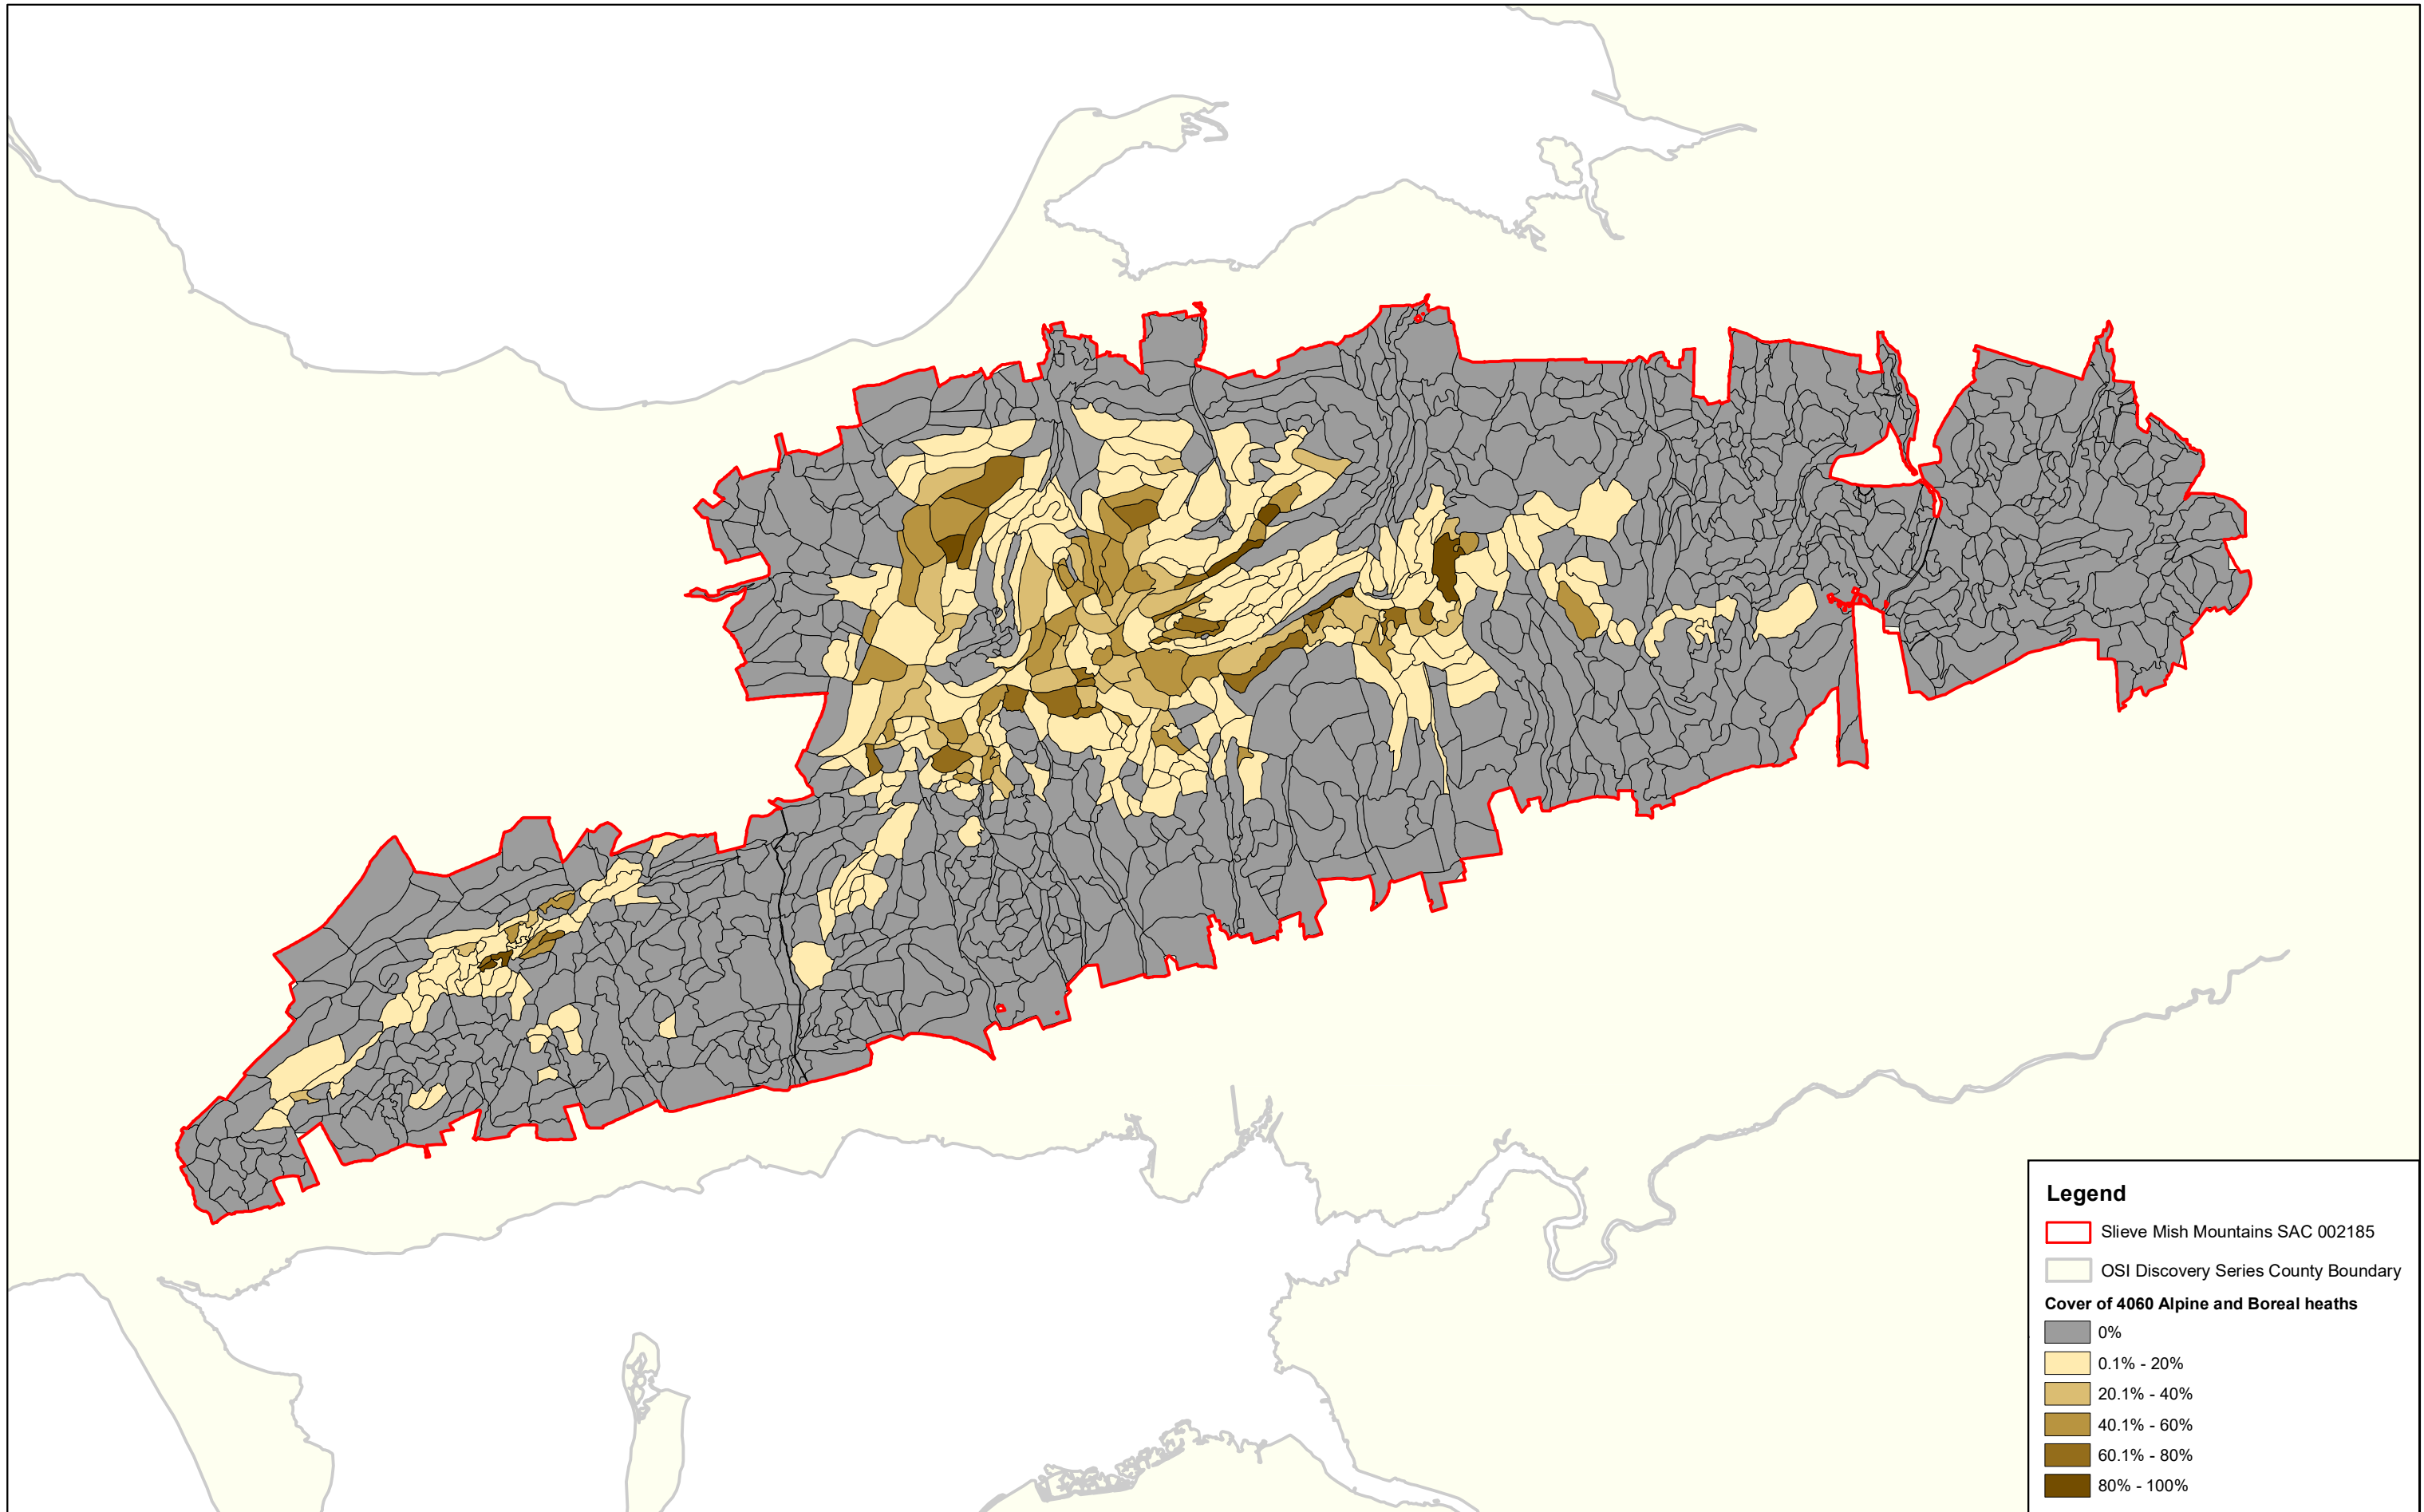 Legend
Slieve Mish Mountains SAC 002185
OSI Discovery Series County Boundary
Cover of 4060 Alpine and Boreal heaths
0%
0.1% - 20%
20.1% - 40%
40.1% - 60%
60.1% - 80%
80% - 100%